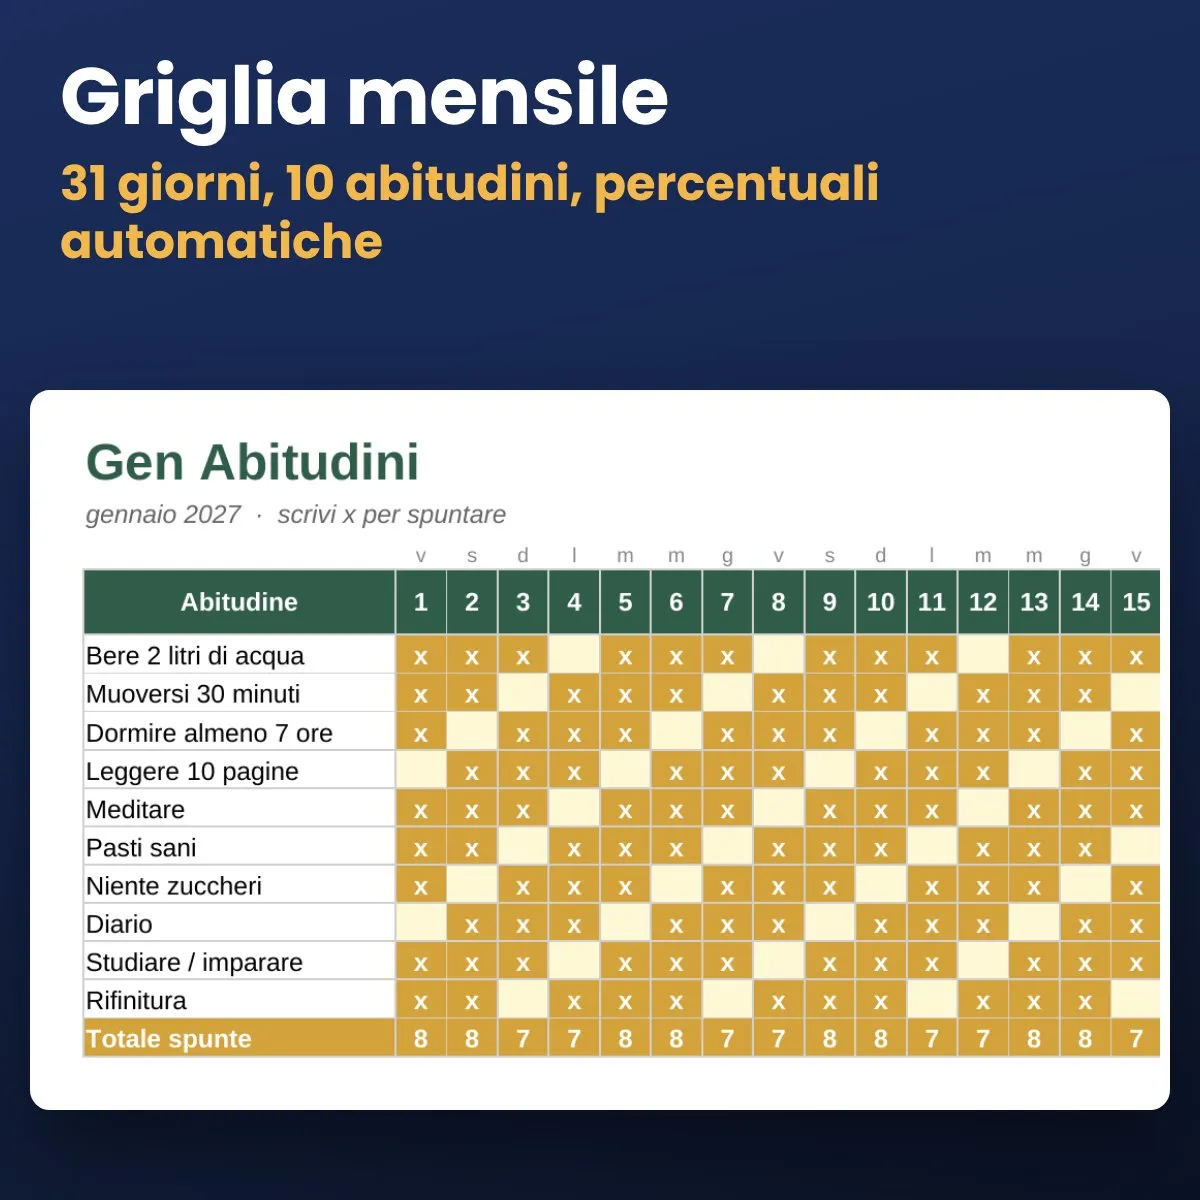 Griglia mensile
31 giorni, 10 abitudini, percentuali
automatiche
Gen Abitudini
gennaio 2027 · scrivi x per spuntare
v s d l m m g v s d l m m g v
Abitudine 1 2 3 4 5 6 7 8 9 10 11 12 13 14 15
Bere 2 litri di acqua x x x x x x x x x x x x
Muoversi 30 minuti x x x x x x x x x x x
Dormire almeno 7 ore x x x x x x x x x x x
Leggere 10 pagine x x x x x x x x x x x
Meditare x x x x x x x x x x x x
Pasti sani x x x x x x x x x x x
Niente zuccheri x x x x x x x x x x x
Diario x x x x x x x x x x x
Studiare / imparare x x x x x x x x x x x x
Rifinitura x x x x x x x x x x x
Totale spunte 8 8 7 7 8 8 7 7 8 8 7 7 8 8 7